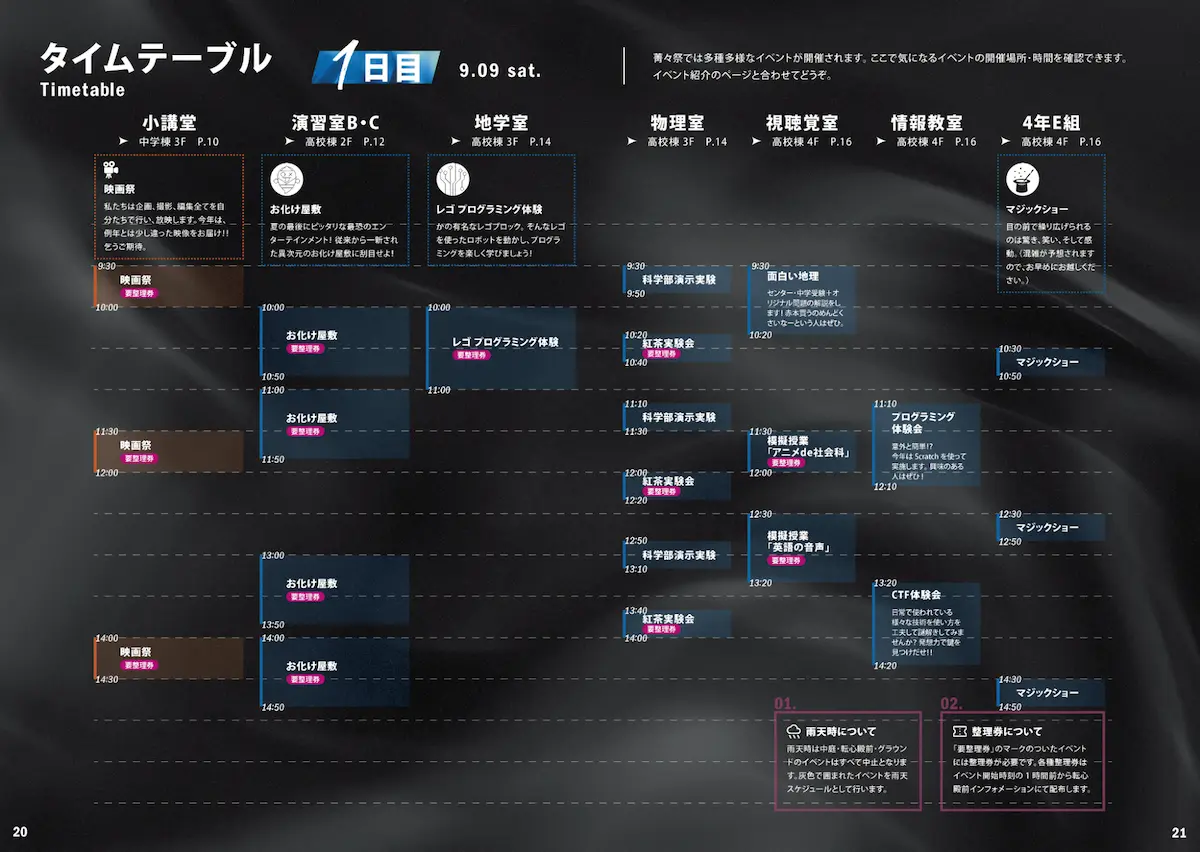 タイムテーブル
Timetable
1日目
9.09 sat.
菁々祭では多種多様なイベントが開催されます。ここで気になるイベントの開催場所・時間を確認できます。
イベント紹介のページと合わせてどうぞ。
小講堂
➤ 中学棟 3F P.10
映画祭
私たちは企画、撮影、編集全てを自
分たちで行い、放映します。今年は、
例年とは少し違った映像をお届け!!
乞うご期待。
9:30
映画祭
要整理券
10:00
11:30
映画祭
要整理券
12:00
14:00
映画祭
要整理券
14:30
演習室B・C
➤ 高校棟 2F P.12
お化け屋敷
夏の最後にピッタリな最恐のエン
ターテインメント! 従来から一新され
た異次元のお化け屋敷に刮目せよ!
10:00
お化け屋敷
要整理券
10:50
11:00
お化け屋敷
要整理券
11:50
13:00
お化け屋敷
要整理券
13:50
14:00
お化け屋敷
要整理券
14:50
地学室
➤ 高校棟 3F P.14
レゴ プログラミング体験
かの有名なレゴブロック。そんなレゴ
を使ったロボットを動かし、プログラ
ミングを楽しく学びましょう!
10:00
レゴ プログラミング体験
要整理券
11:00
物理室
➤ 高校棟 3F P.14
9:30
科学部演示実験
9:50
10:20
紅茶実験会
要整理券
10:40
11:10
科学部演示実験
11:30
12:00
紅茶実験会
要整理券
12:20
12:50
科学部演示実験
13:10
13:40
紅茶実験会
要整理券
14:00
視聴覚室
➤ 高校棟 4F P.16
9:30
面白い地理
センター・中学受験+オ
リジナル問題の解説をし
ます! 赤本買うのめんどく
さいなーという人はぜひ。
10:20
11:30
模擬授業
「アニメde社会科」
要整理券
12:00
12:30
模擬授業
「英語の音声」
要整理券
13:20
情報教室
➤ 高校棟 4F P.16
11:10
プログラミング
体験会
意外と簡単!?
今年は Scratch を使って
実施します。興味のある
人はぜひ!
12:10
13:20
CTF体験会
日常で使われている
様々な技術を使い方を
工夫して謎解きしてみま
せんか? 発想力で鍵を
見つけだせ!!
14:20
4年E組
➤ 高校棟 4F P.16
マジックショー
目の前で繰り広げられる
のは驚き、笑い、そして感
動。(混雑が予想されます
ので、お早めにお越しくだ
さい。)
10:30
マジックショー
10:50
12:30
マジックショー
12:50
14:30
マジックショー
14:50
01.
雨天時について
雨天時は中庭・転心殿前・グラウン
ドのイベントはすべて中止となりま
す。灰色で囲まれたイベントを雨天
スケジュールとして行います。
02.
整理券について
「要整理券」のマークのついたイベント
には整理券が必要です。各種整理券は
イベント開始時刻の1時間前から転心
殿前インフォメーションにて配布します。
20
21